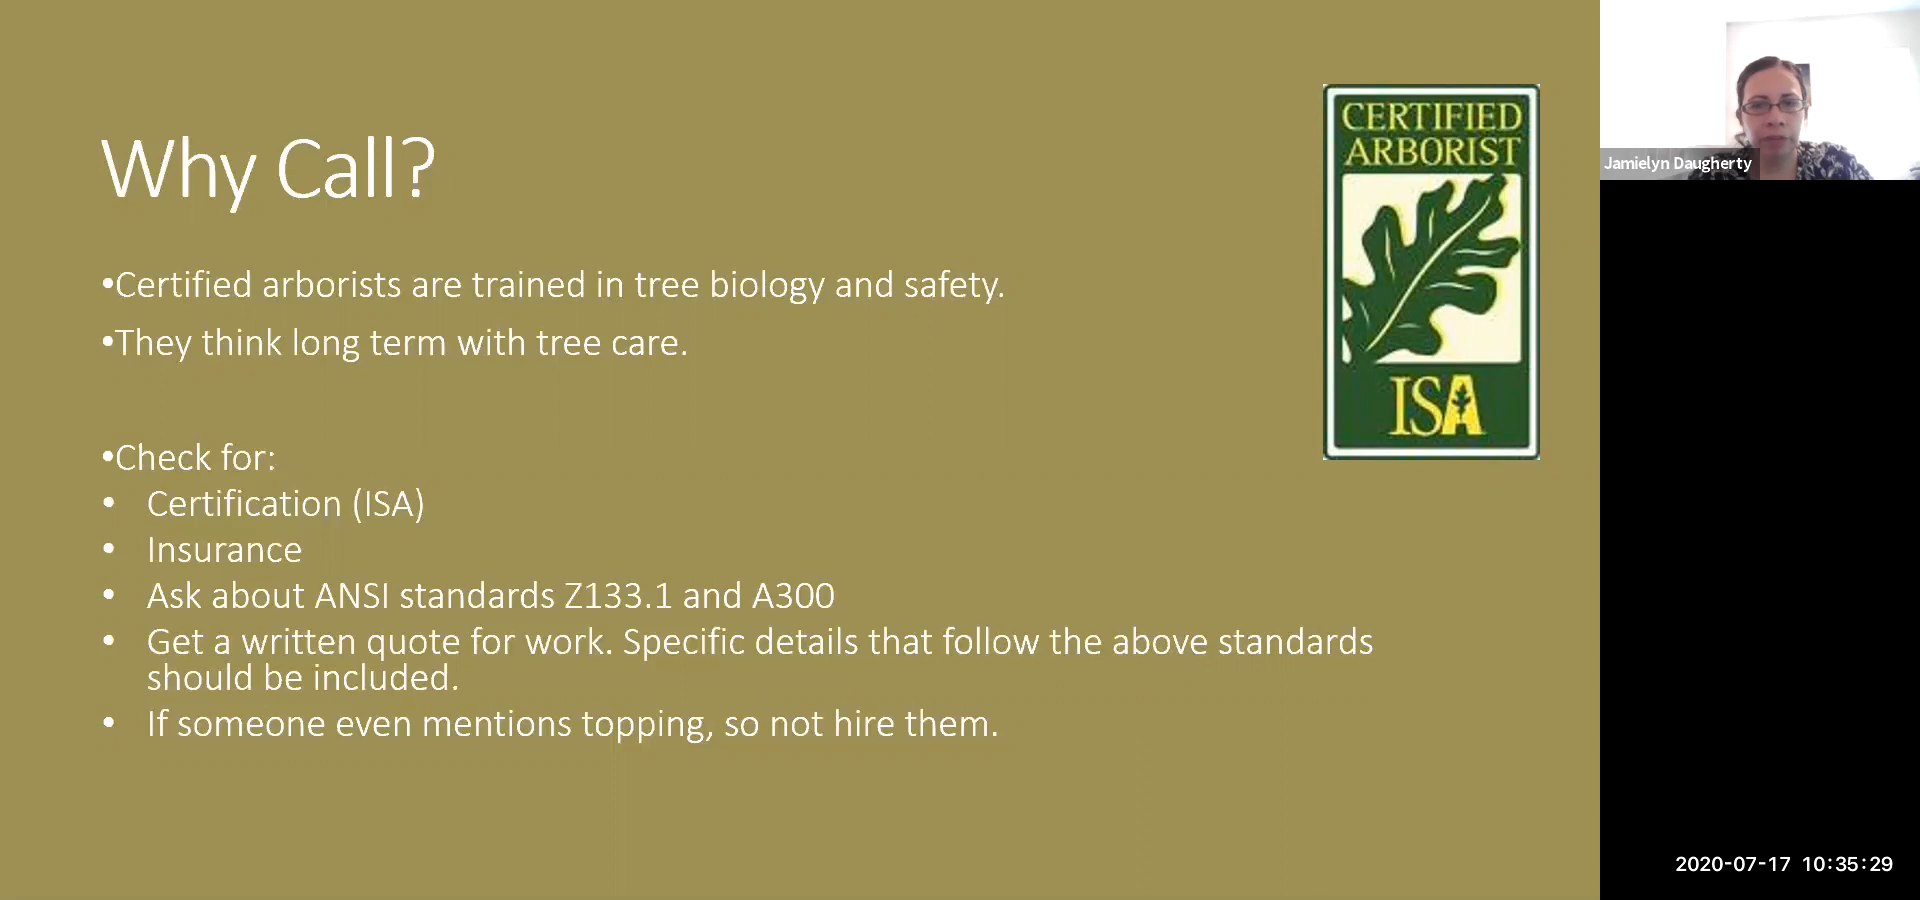 Why Call?
•Certified arborists are trained in tree biology and safety.
•They think long term with tree care.
•Check for:
• Certification (ISA)
• Insurance
• Ask about ANSI standards Z133.1 and A300
• Get a written quote for work. Specific details that follow the above standards
should be included.
• If someone even mentions topping, so not hire them.
CERTIFIED
ARBORIST
ISA
Jamielyn Daugherty
2020-07-17 10:35:29